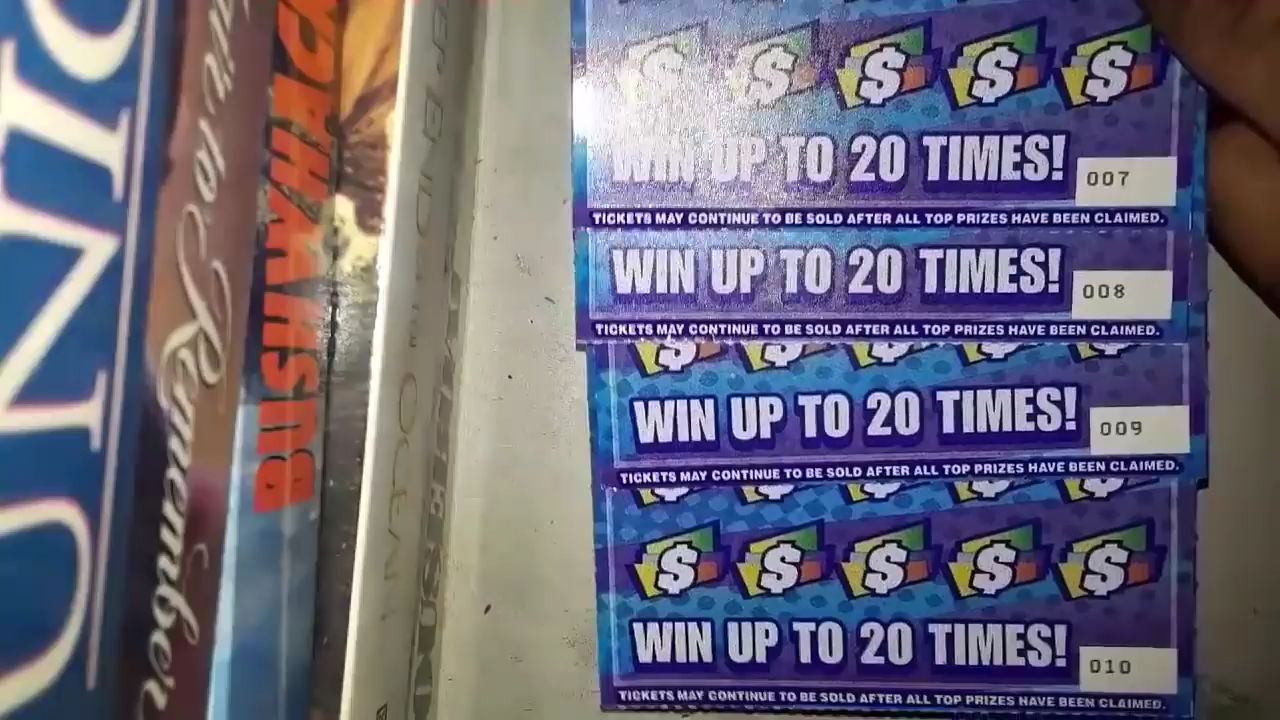 to Remember
BUSHWHACKED
WIN UP TO 20 TIMES!
007
TICKETS MAY CONTINUE TO BE SOLD AFTER ALL TOP PRIZES HAVE BEEN CLAIMED.
WIN UP TO 20 TIMES!
008
TICKETS MAY CONTINUE TO BE SOLD AFTER ALL TOP PRIZES HAVE BEEN CLAIMED.
WIN UP TO 20 TIMES!
009
TICKETS MAY CONTINUE TO BE SOLD AFTER ALL TOP PRIZES HAVE BEEN CLAIMED.
$ $ $ $ $
WIN UP TO 20 TIMES!
010
TICKETS MAY CONTINUE TO BE SOLD AFTER ALL TOP PRIZES HAVE BEEN CLAIMED.